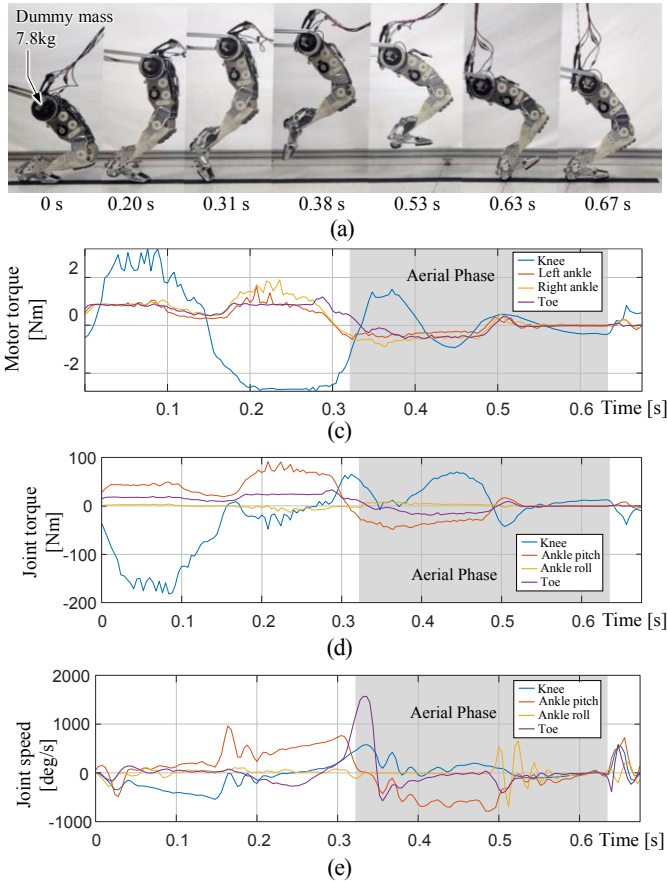 Dummy mass
7.8kg
0 s 0.20 s 0.31 s 0.38 s 0.53 s 0.63 s 0.67 s
(a)
Motor torque
[Nm]
2
0
-2
Aerial Phase
Knee
Left ankle
Right ankle
Toe
0.1 0.2 0.3 0.4 0.5 0.6 Time [s]
(c)
Joint torque
[Nm]
100
0
-100
-200
Knee
Ankle pitch
Ankle roll
Toe
Aerial Phase
0 0.1 0.2 0.3 0.4 0.5 0.6 Time [s]
(d)
Joint speed
[deg/s]
2000
1000
0
-1000
Aerial Phase
Knee
Ankle pitch
Ankle roll
Toe
0 0.1 0.2 0.3 0.4 0.5 0.6 Time [s]
(e)